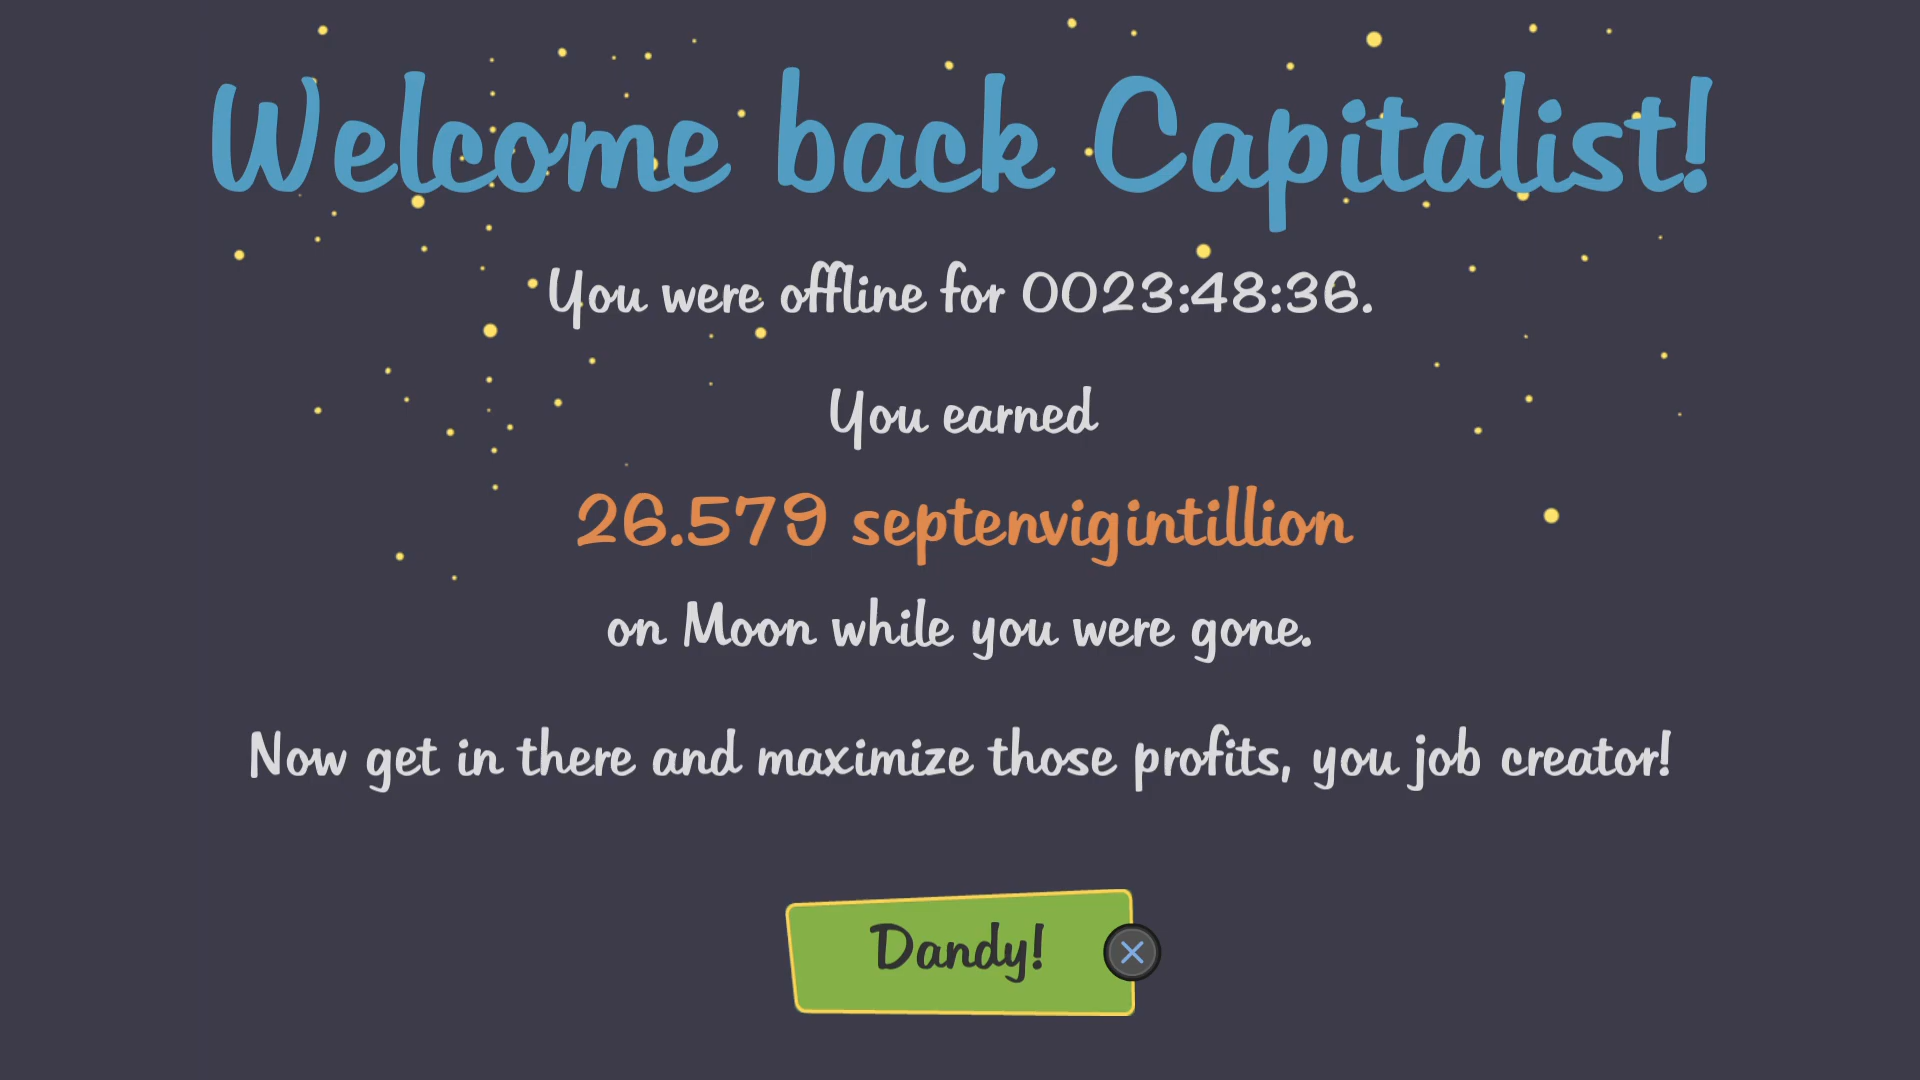 Welcome back Capitalist!
You were offline for 0023:48:36.
You earned
26.579 septenvigintillion
on Moon while you were gone.
Now get in there and maximize those profits, you job creator!
Dandy!